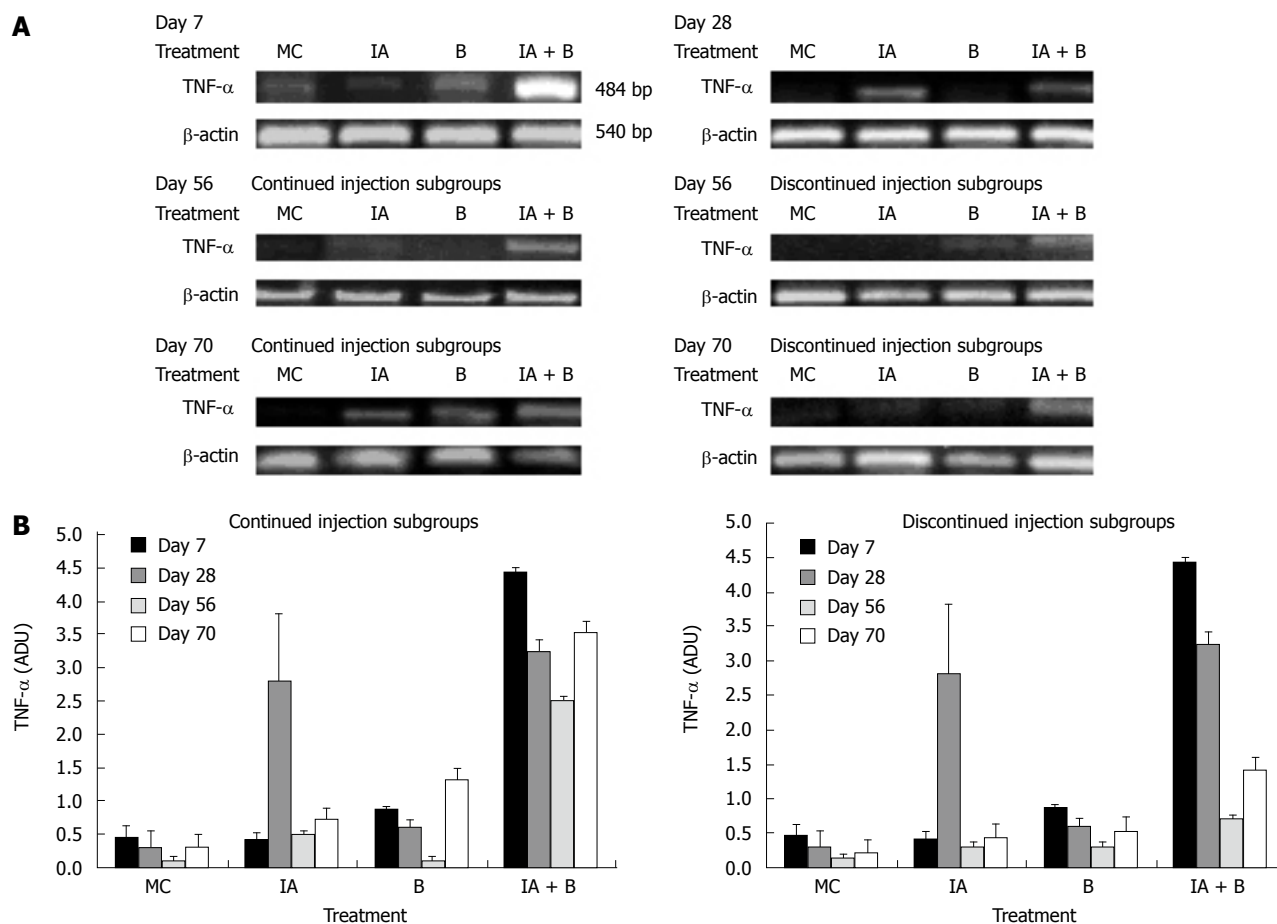 A
Day 7
Treatment MC IA B IA + B
TNF-α 484 bp
β-actin 540 bp
Day 28
Treatment MC IA B IA + B
TNF-α
β-actin
Day 56 Continued injection subgroups
Treatment MC IA B IA + B
TNF-α
β-actin
Day 56 Discontinued injection subgroups
Treatment MC IA B IA + B
TNF-α
β-actin
Day 70 Continued injection subgroups
Treatment MC IA B IA + B
TNF-α
β-actin
Day 70 Discontinued injection subgroups
Treatment MC IA B IA + B
TNF-α
β-actin
B
Continued injection subgroups
TNF-α (ADU)
5.0
4.5
4.0
3.5
3.0
2.5
2.0
1.5
1.0
0.5
0.0
Day 7
Day 28
Day 56
Day 70
MC IA B IA + B
Treatment
Discontinued injection subgroups
TNF-α (ADU)
5.0
4.5
4.0
3.5
3.0
2.5
2.0
1.5
1.0
0.5
0.0
Day 7
Day 28
Day 56
Day 70
MC IA B IA + B
Treatment